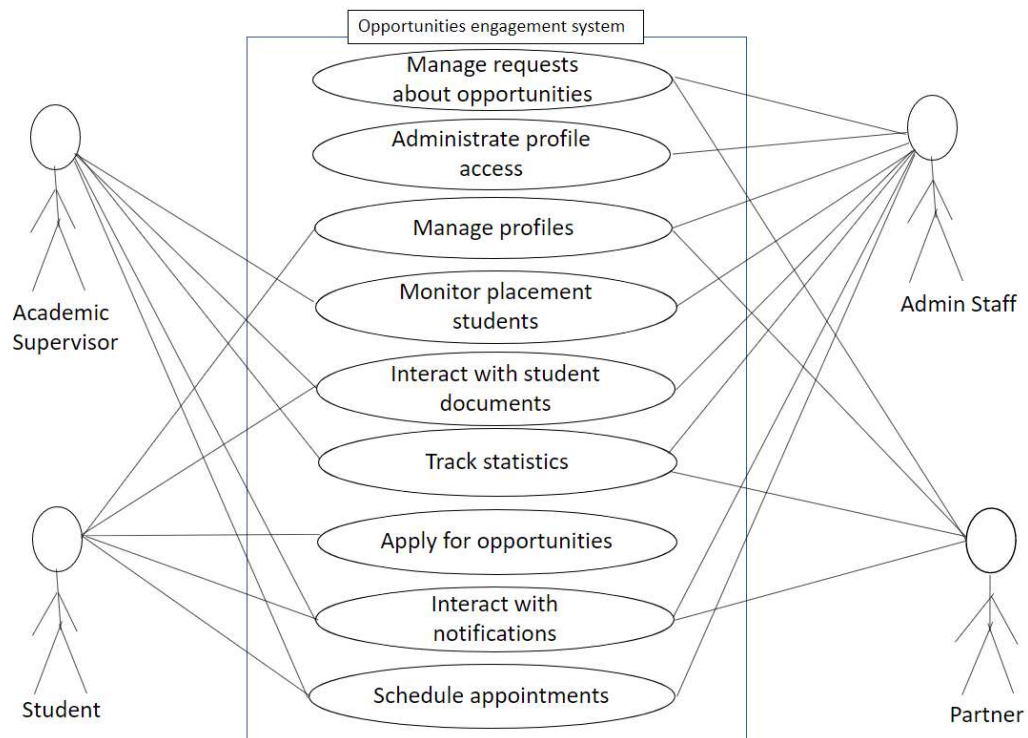 Opportunities engagement system
Manage requests
about opportunities
Administrate profile
access
Manage profiles
Monitor placement
students
Interact with student
documents
Track statistics
Apply for opportunities
Interact with
notifications
Schedule appointments
Academic
Supervisor
Student
Admin Staff
Partner